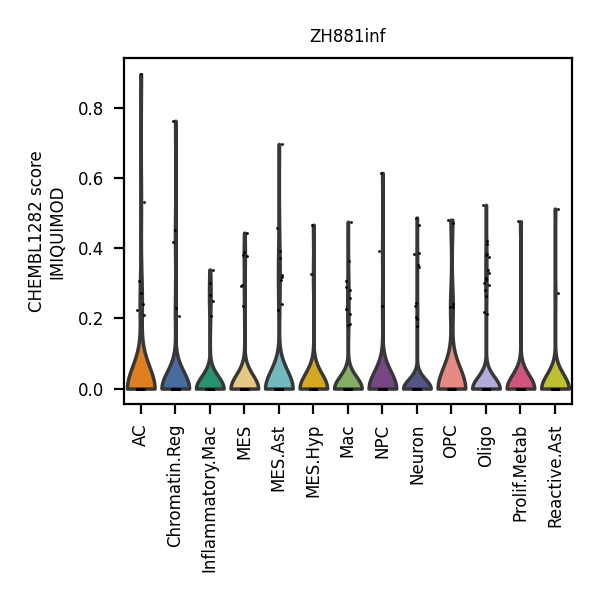 ZH881inf
CHEMBL1282 score
IMIQUIMOD
0.8
0.6
0.4
0.2
0.0
AC
Chromatin.Reg
Inflammatory.Mac
MES
MES.Ast
MES.Hyp
Mac
NPC
Neuron
OPC
Oligo
Prolif.Metab
Reactive.Ast